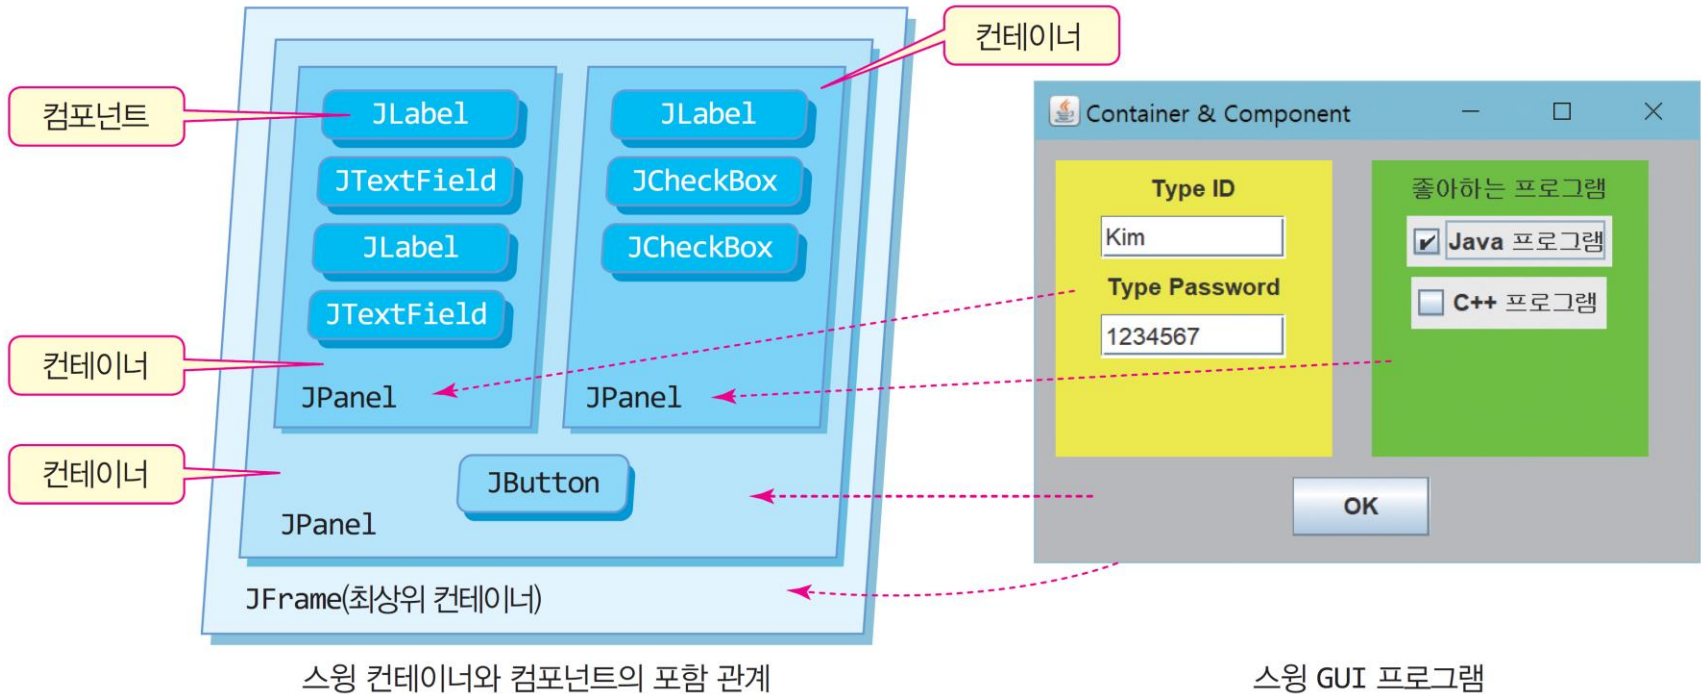 컨테이너
컴포넌트
JLabel
JTextField
JLabel
JTextField
컨테이너
JPanel
JLabel
JCheckBox
JCheckBox
JPanel
컨테이너
JButton
JPanel
JFrame(최상위 컨테이너)
스윙 컨테이너와 컴포넌트의 포함 관계
Container & Component
Type ID
Kim
Type Password
1234567
좋아하는 프로그램
Java 프로그램
C++ 프로그램
OK
스윙 GUI 프로그램